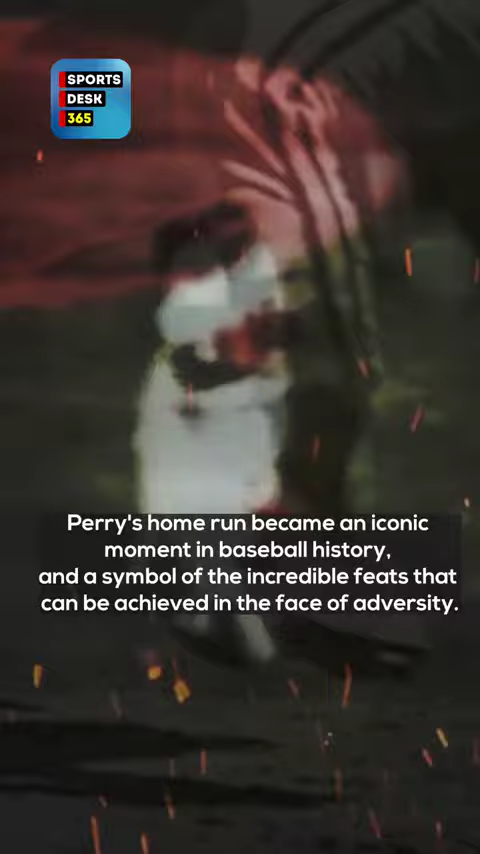 SPORTS
DESK
365
Perry's home run became an iconic
moment in baseball history,
and a symbol of the incredible feats that
can be achieved in the face of adversity.